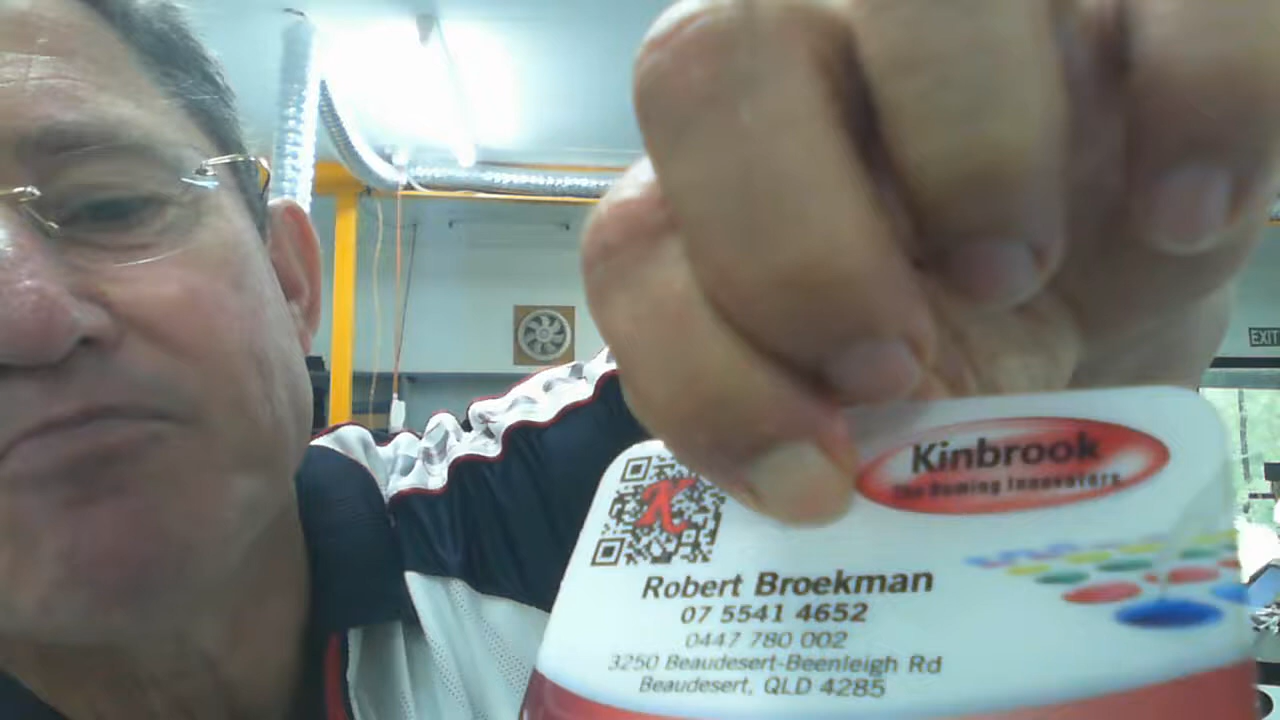 EXIT
Kinbrook
The Doming Innovators
Robert Broekman
07 5541 4652
0447 780 002
3250 Beaudesert-Beenleigh Rd
Beaudesert, QLD 4285